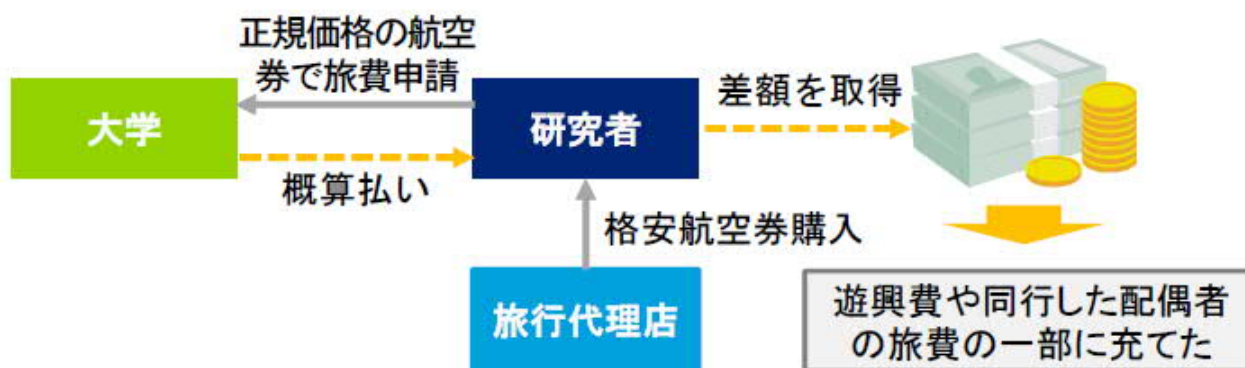 正規価格の航空
券で旅費申請
大学
研究者
差額を取得
概算払い
格安航空券購入
旅行代理店
遊興費や同行した配偶者
の旅費の一部に充てた